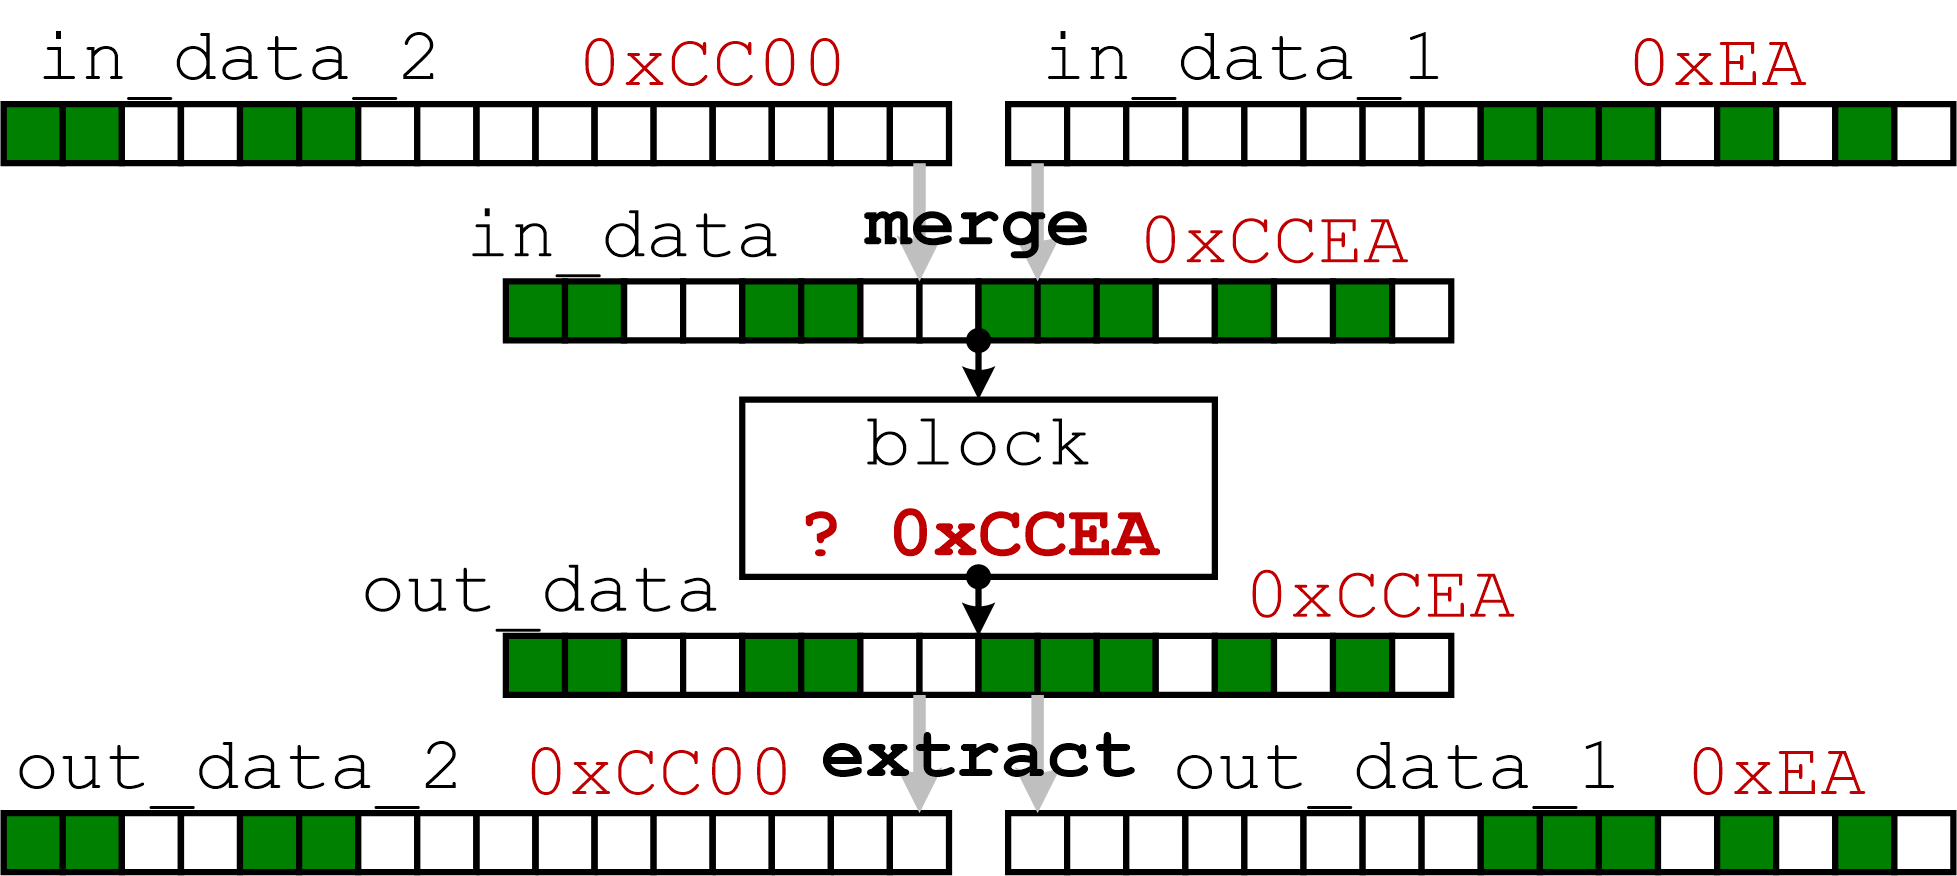 in_data_2 0xCC00 in_data_1 0xEA
in_data merge 0xCCEA
block
? 0xCCEA
out_data 0xCCEA
out_data_2 0xCC00 extract out_data_1 0xEA